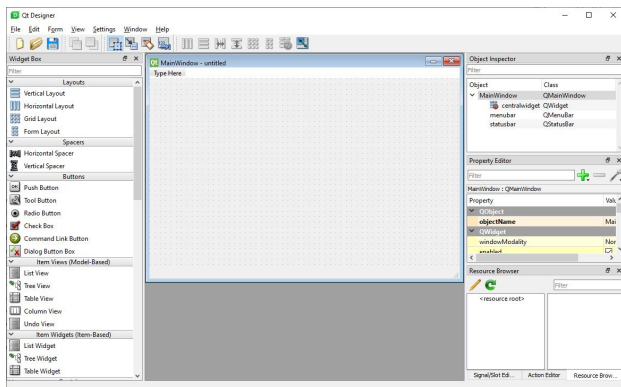 Qt Designer
File Edit Form View Settings Window Help
Widget Box
Filter
Layouts
Vertical Layout
Horizontal Layout
Grid Layout
Form Layout
Spacers
Horizontal Spacer
Vertical Spacer
Buttons
OK Push Button
Tool Button
Radio Button
Check Box
Command Link Button
Dialog Button Box
Item Views (Model-Based)
List View
Tree View
Table View
Column View
Undo View
Item Widgets (Item-Based)
List Widget
Tree Widget
Table Widget
MainWindow - untitled
Type Here
Object Inspector
Filter
Object Class
MainWindow QMainWindow
centralwidget QWidget
menubar QMenuBar
statusbar QStatusBar
Property Editor
Filter
MainWindow : QMainWindow
Property Valu
QObject
objectName Mai
QWidget
windowModality Nor
enabled
Resource Browser
Filter
<resource root>
Signal/Slot Edi... Action Editor Resource Brow...